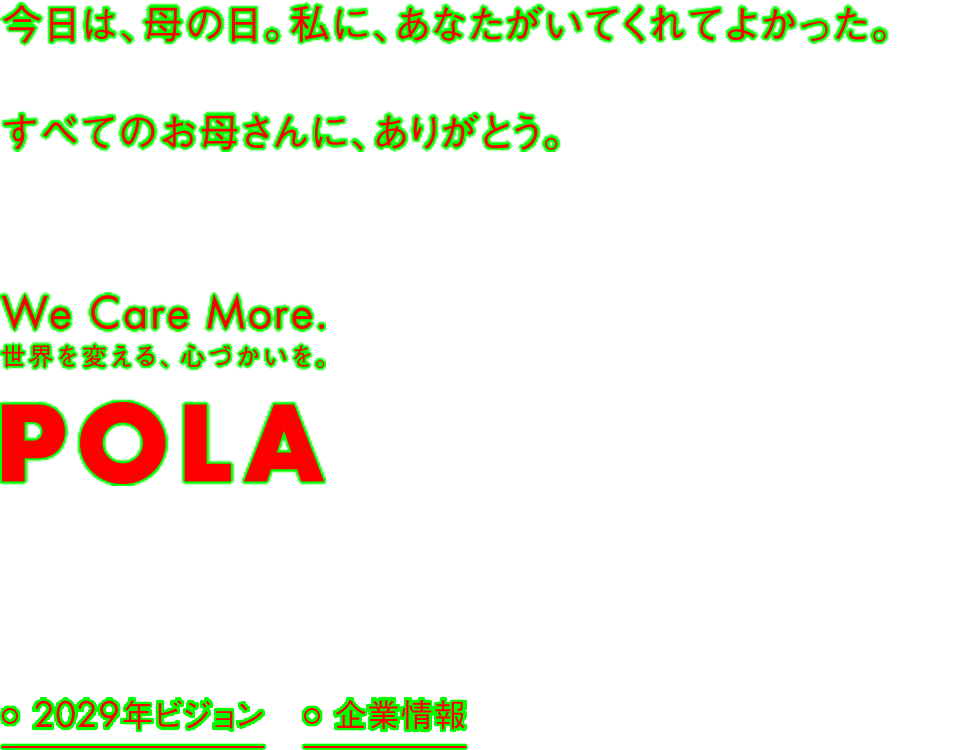 今日は、母の日。私に、あなたがいてくれてよかった。
すべてのお母さんに、ありがとう。
We Care More.
世界を変える、心づかいを。
POLA
2029年ビジョン 企業情報